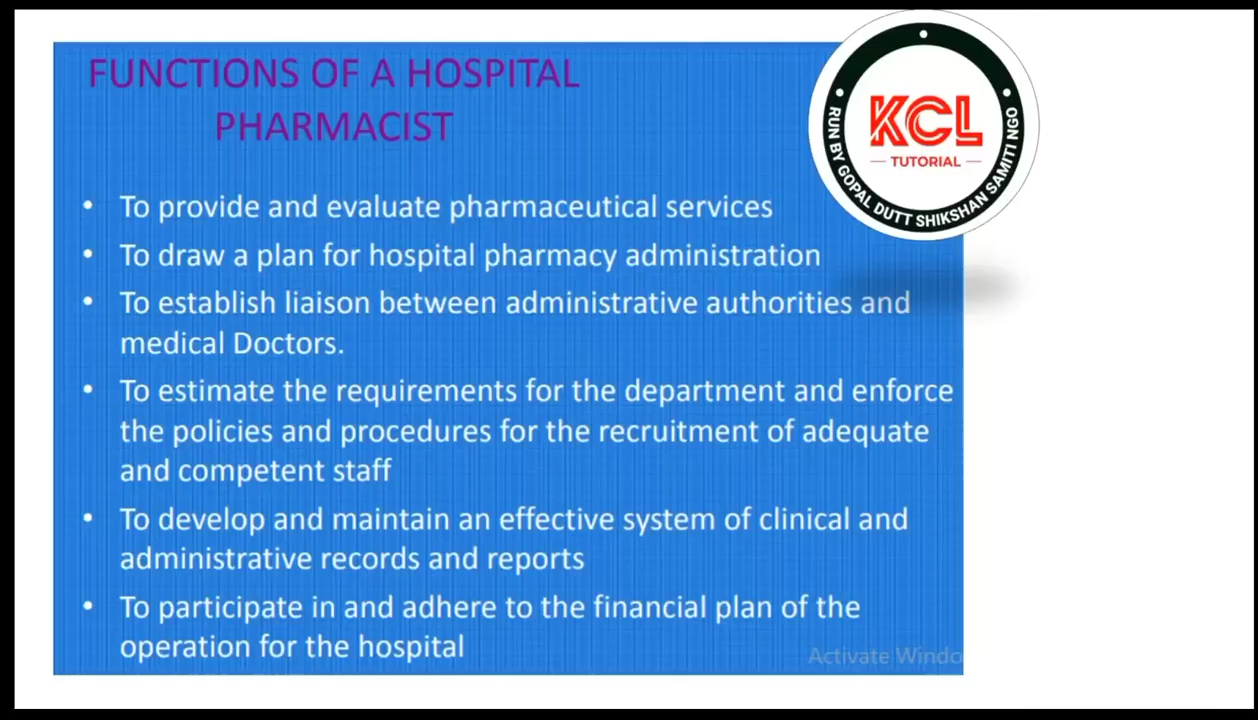 FUNCTIONS OF A HOSPITAL
PHARMACIST
KCL
TUTORIAL
RUN BY GOPAL DUTT SHIKSHAN SAMITI NGO
• To provide and evaluate pharmaceutical services
• To draw a plan for hospital pharmacy administration
• To establish liaison between administrative authorities and
medical Doctors.
• To estimate the requirements for the department and enforce
the policies and procedures for the recruitment of adequate
and competent staff
• To develop and maintain an effective system of clinical and
administrative records and reports
• To participate in and adhere to the financial plan of the
operation for the hospital
Activate Windo